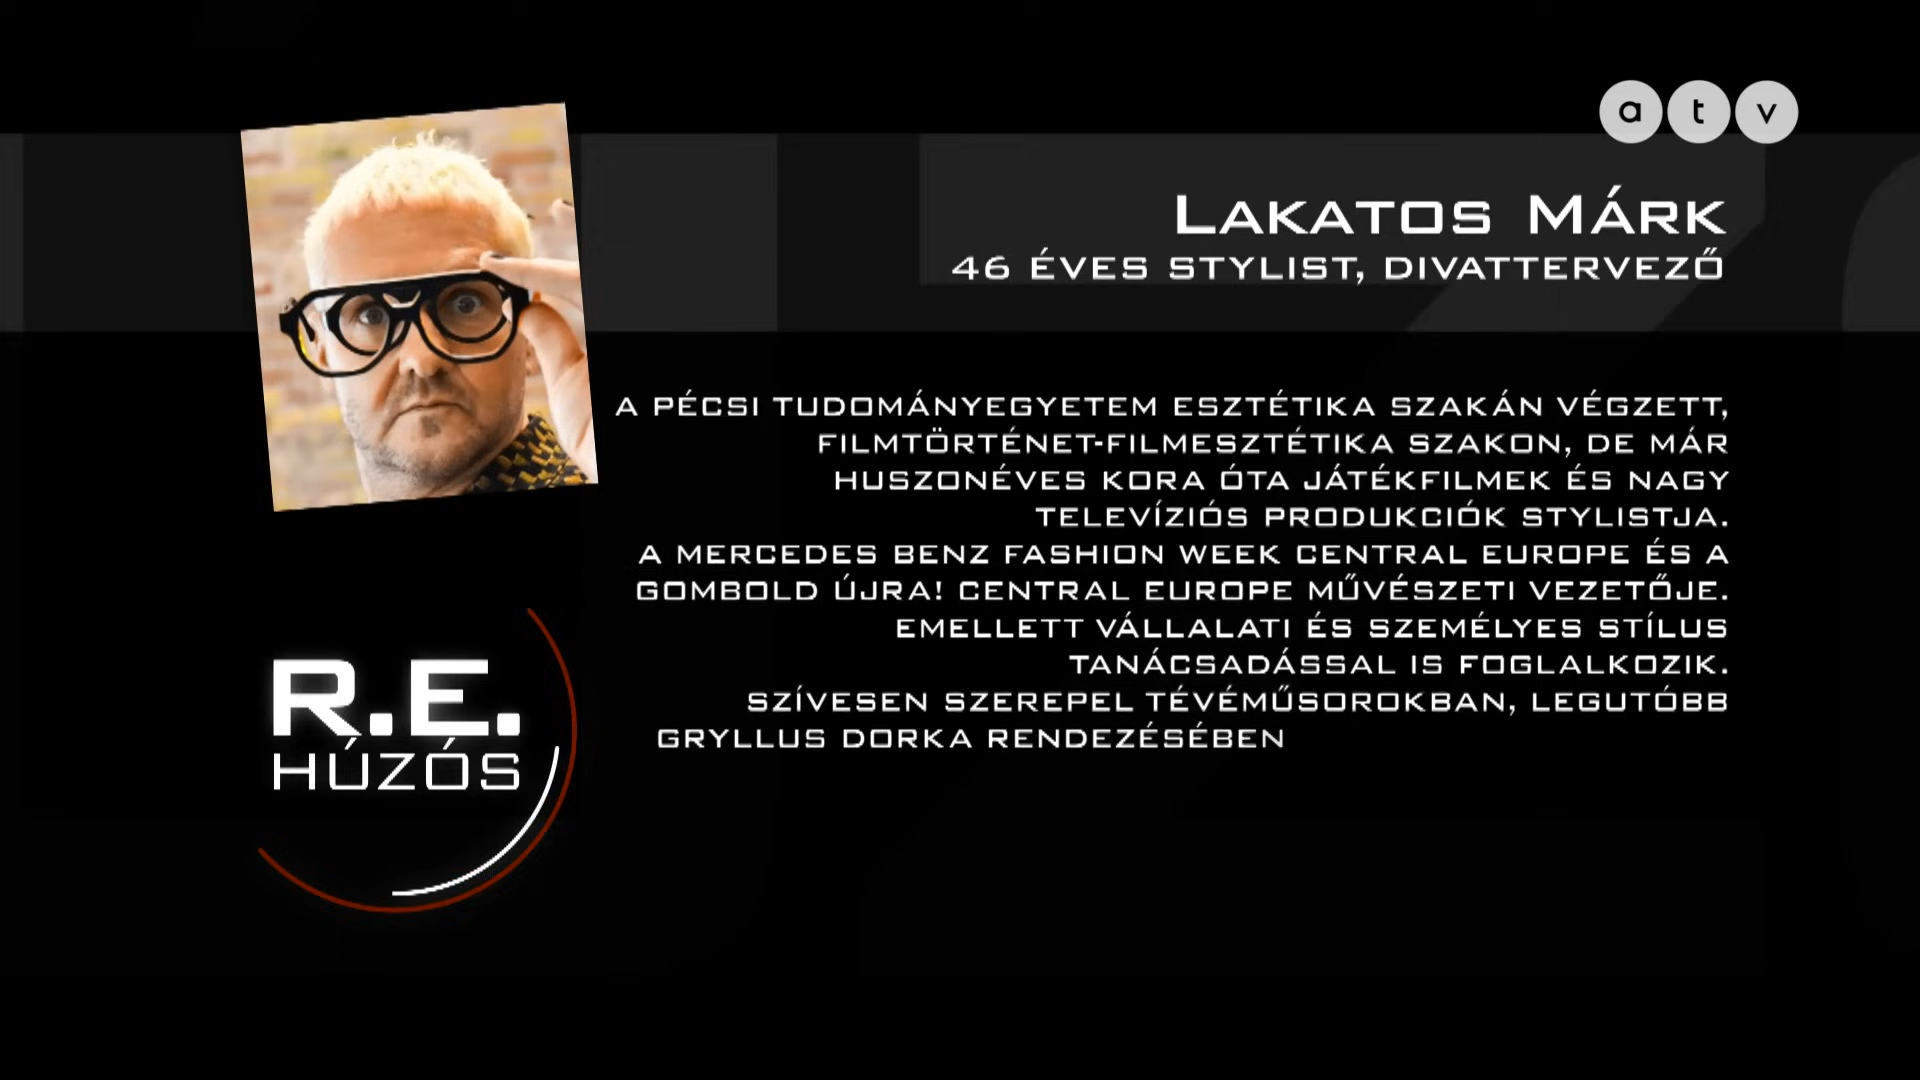 a t v
LAKATOS MÁRK
46 ÉVES STYLIST, DIVATTERVEZŐ
A PÉCSI TUDOMÁNYEGYETEM ESZTÉTIKA SZAKÁN VÉGZETT,
FILMTÖRTÉNET-FILMESZTÉTIKA SZAKON, DE MÁR
HUSZONÉVES KORA ÓTA JÁTÉKFILMEK ÉS NAGY
TELEVÍZIÓS PRODUKCIÓK STYLISTJA.
A MERCEDES BENZ FASHION WEEK CENTRAL EUROPE ÉS A
GOMBOLD ÚJRA! CENTRAL EUROPE MŰVÉSZETI VEZETŐJE.
EMELLETT VÁLLALATI ÉS SZEMÉLYES STÍLUS
TANÁCSADÁSSAL IS FOGLALKOZIK.
SZÍVESEN SZEREPEL TÉVÉMŰSOROKBAN, LEGUTÓBB
GRYLLUS DORKA RENDEZÉSÉBEN
R.E.
HÚZÓS